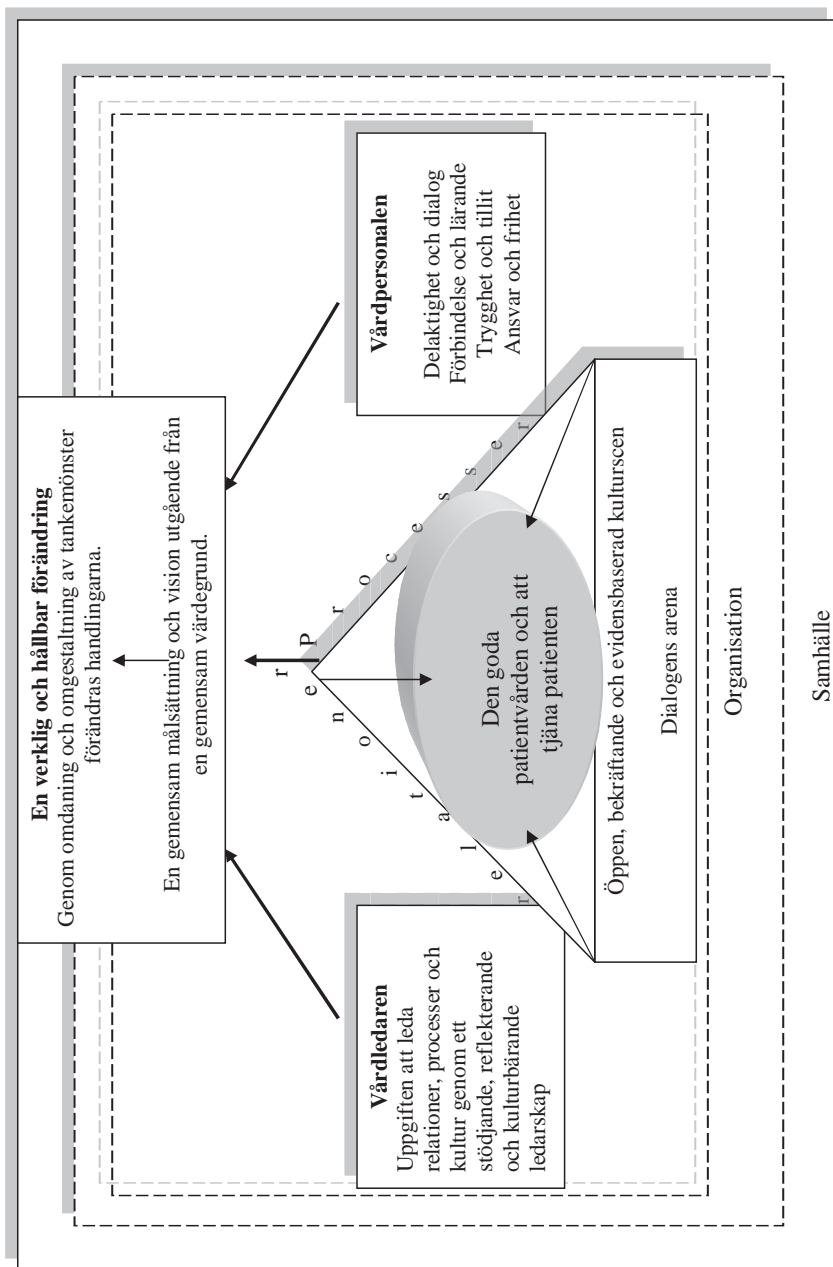 En verklig och hållbar förändring
Genom omdaning och omgestaltning av tankemönster
förändras handlingarna.
En gemensam målsättning och vision utgående från
en gemensam värdegrund.
Vårdledaren
Uppgiften att leda
relationer, processer och
kultur genom ett
stödjande, reflekterande
och kulturbärande
ledarskap
relationer
Processer
Vårdpersonalen
Delaktighet och dialog
Förbindelse och lärande
Trygghet och tillit
Ansvar och frihet
Den goda
patientvården och att
tjäna patienten
Öppen, bekräftande och evidensbaserad kulturscen
Dialogens arena
Organisation
Samhälle